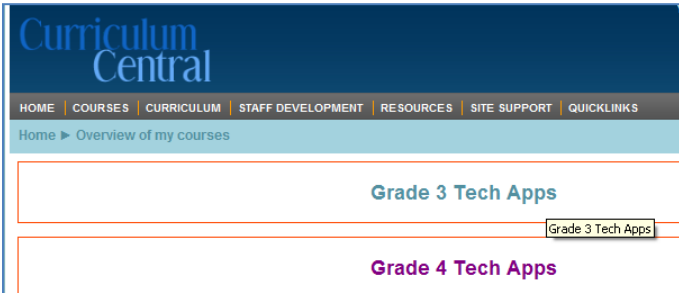 Curriculum
Central
HOME | COURSES | CURRICULUM | STAFF DEVELOPMENT | RESOURCES | SITE SUPPORT | QUICKLINKS
Home ► Overview of my courses
Grade 3 Tech Apps
Grade 3 Tech Apps
Grade 4 Tech Apps